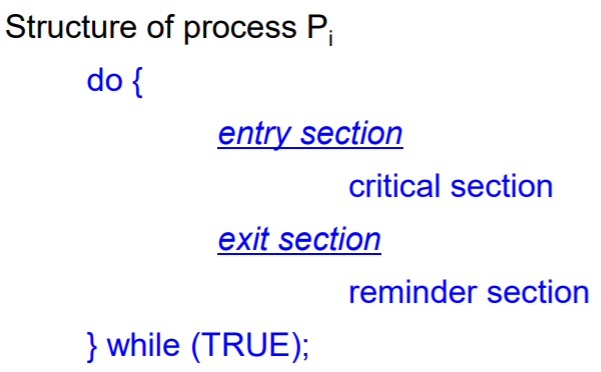 Structure of process Pi
do {
entry section
critical section
exit section
reminder section
} while (TRUE);